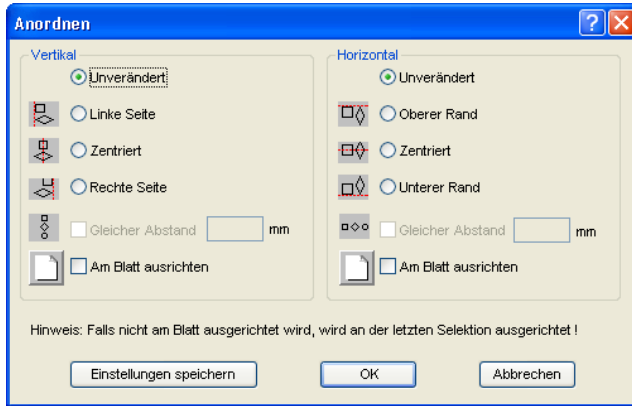 Anordnen
Vertikal
Unverändert
Linke Seite
Zentriert
Rechte Seite
Gleicher Abstand mm
Am Blatt ausrichten
Horizontal
Unverändert
Oberer Rand
Zentriert
Unterer Rand
Gleicher Abstand mm
Am Blatt ausrichten
Hinweis: Falls nicht am Blatt ausgerichtet wird, wird an der letzten Selektion ausgerichtet !
Einstellungen speichern OK Abbrechen